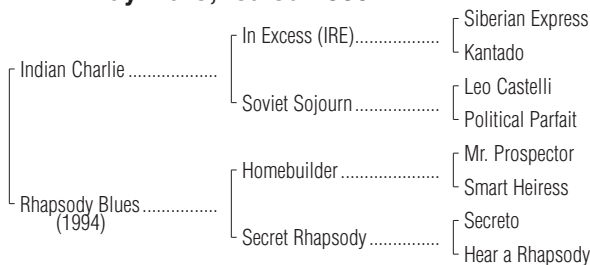 Siberian Express
In Excess (IRE)
Kantado
Indian Charlie
Leo Castelli
Soviet Sojourn
Political Parfait
Mr. Prospector
Homebuilder
Smart Heiress
Rhapsody Blues
(1994)
Secreto
Secret Rhapsody
Hear a Rhapsody